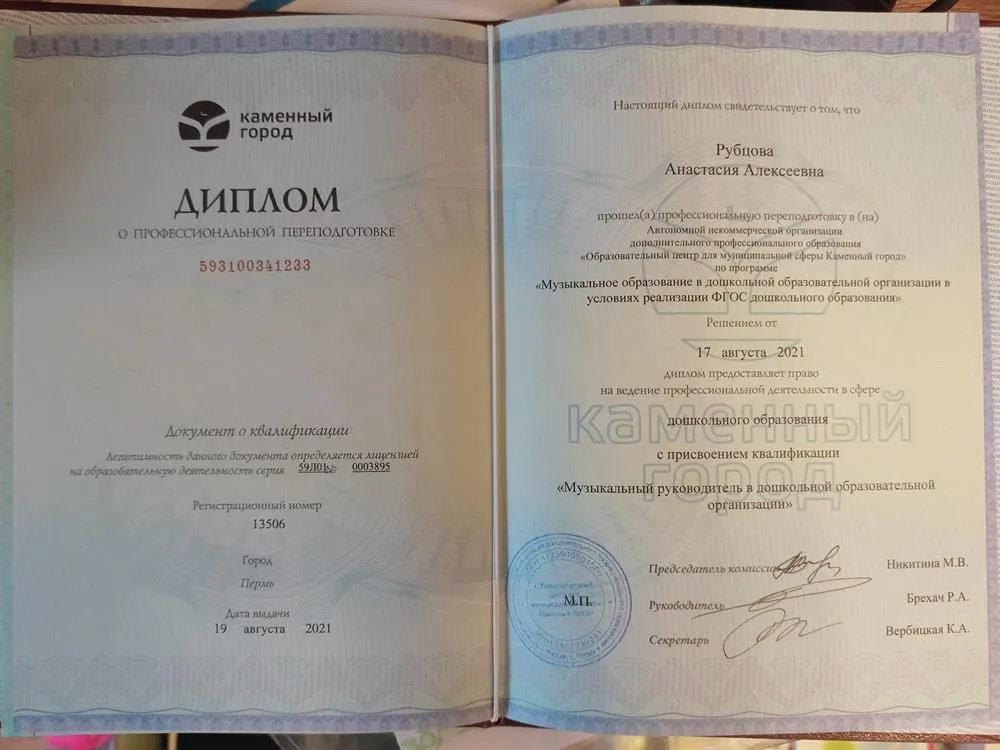 каменный
город
ДИПЛОМ
О ПРОФЕССИОНАЛЬНОЙ ПЕРЕПОДГОТОВКЕ
593100341233
Документ о квалификации
Легитимность данного документа определяется лицензией
на образовательную деятельность серия 59Л01 № 0003895
Регистрационный номер
13506
Город
Пермь
Дата выдачи
19 августа 2021
Настоящий диплом свидетельствует о том, что
Рубцова
Анастасия Алексеевна
прошел(а) профессиональную переподготовку в (на)
Автономной некоммерческой организации
дополнительного профессионального образования
«Образовательный центр для муниципальной сферы Каменный город»
по программе
«Музыкальное образование в дошкольной образовательной организации в
условиях реализации ФГОС дошкольного образования»
Решением от
17 августа 2021
диплом предоставляет право
на ведение профессиональной деятельности в сфере
каменный
дошкольного образования
с присвоением квалификации
город
«Музыкальный руководитель в дошкольной образовательной
организации»
Председатель комиссии Никитина М.В.
М.П.
Руководитель Брехач Р.А.
Секретарь Вербицкая К.А.